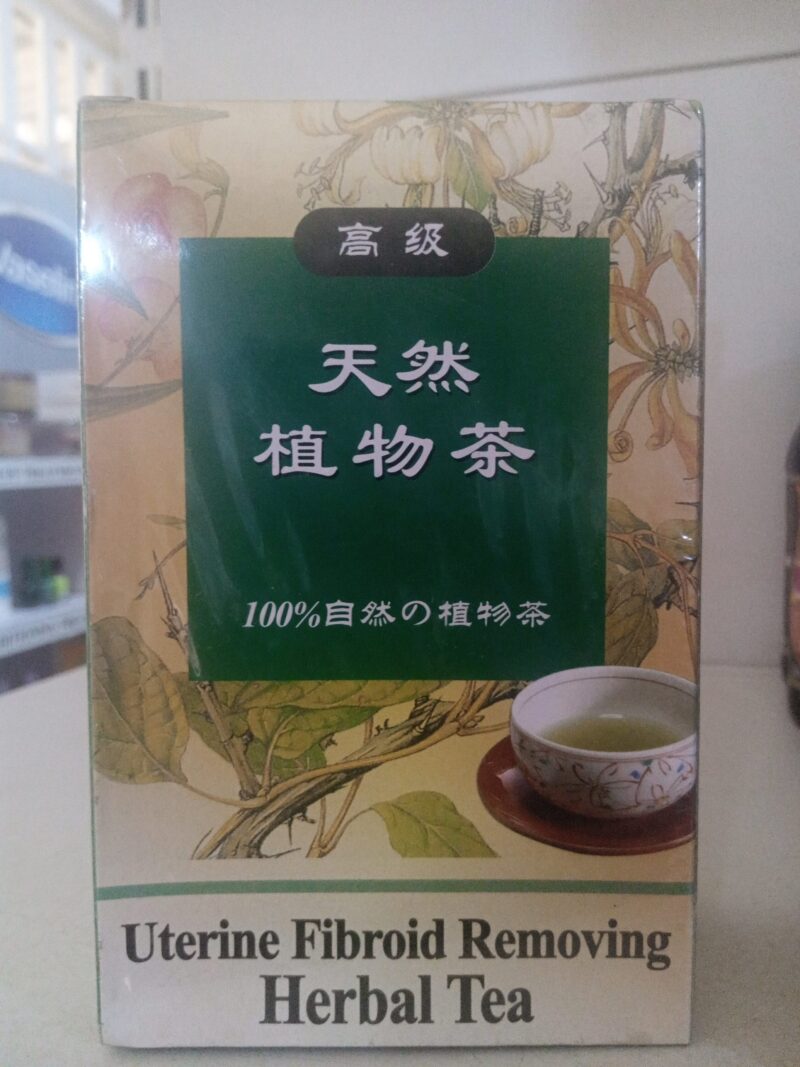 高级
天然
植物茶
100%自然の植物茶
Uterine Fibroid Removing
Herbal Tea